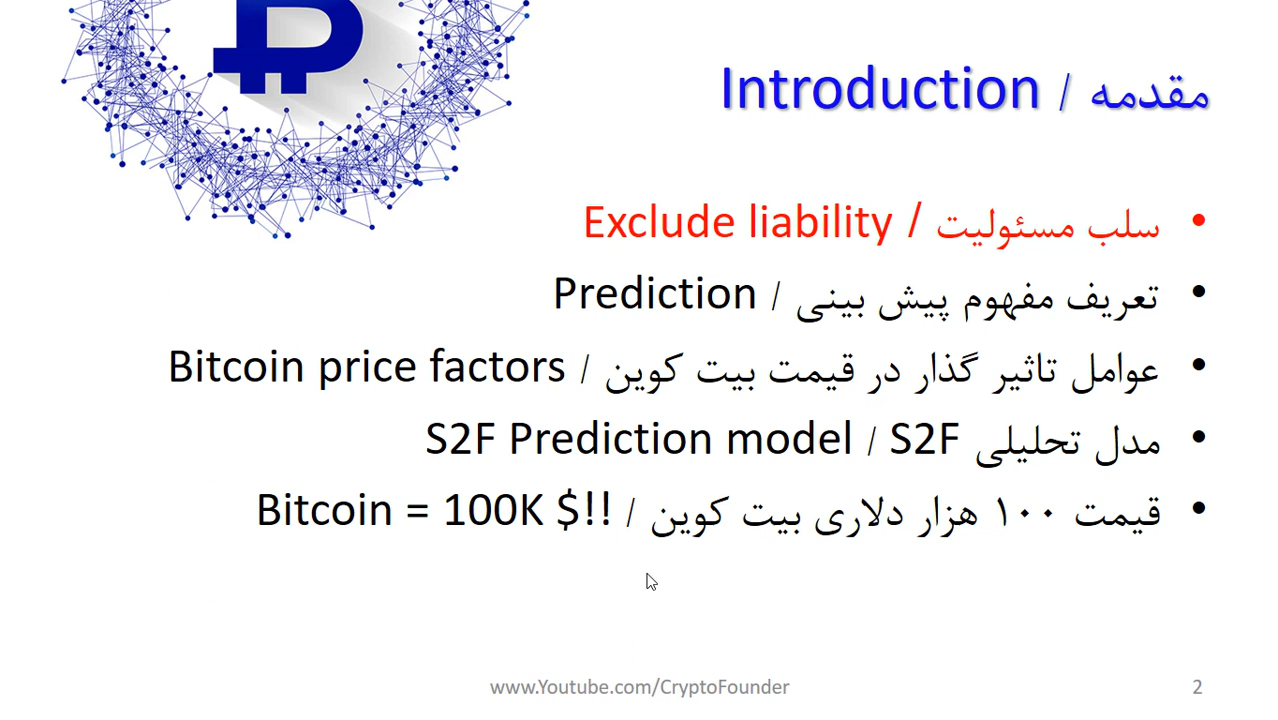 مقدمه / Introduction
• سلب مسئولیت / Exclude liability
• تعریف مفهوم پیش بینی / Prediction
• عوامل تاثیر گذار در قیمت بیت کوین / Bitcoin price factors
• مدل تحلیلی S2F / S2F Prediction model
• قیمت ۱۰۰ هزار دلاری بیت کوین / Bitcoin = 100K $!!
www.Youtube.com/CryptoFounder
2